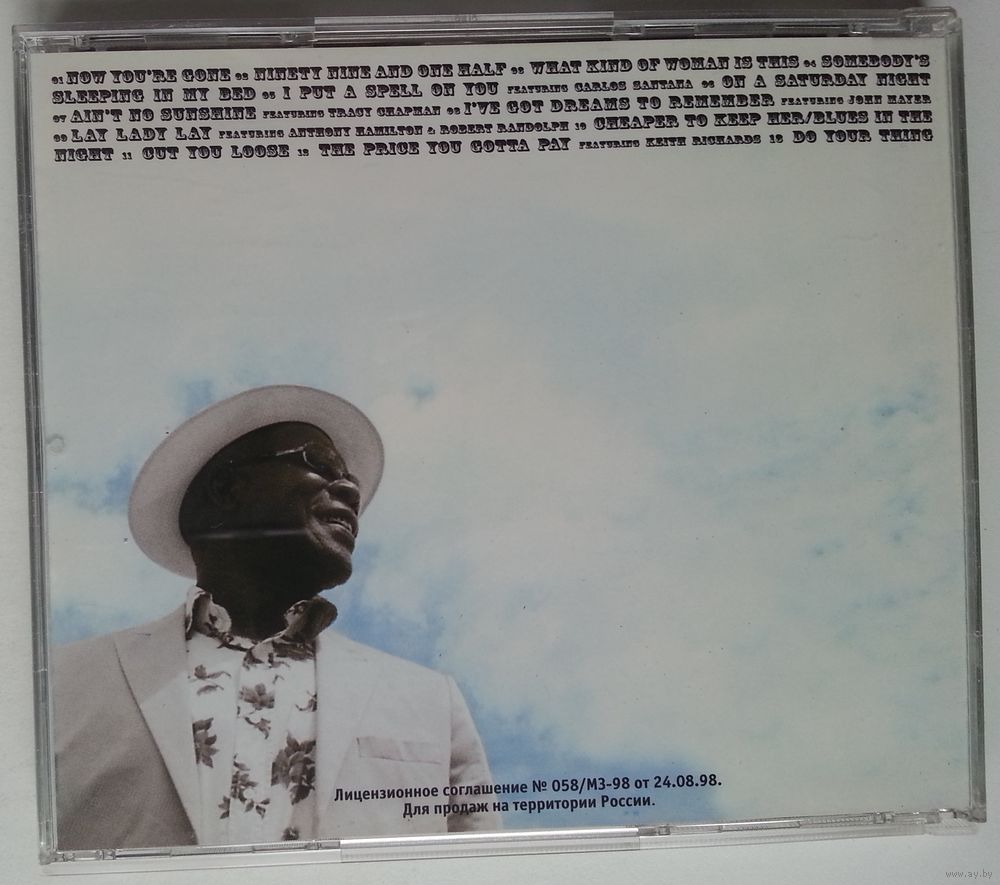 01 NOW YOU'RE GONE 02 NINETY NINE AND ONE HALF 03 WHAT KIND OF WOMAN IS THIS 04 SOMEBODY'S
SLEEPING IN MY BED 05 I PUT A SPELL ON YOU FEATURING CARLOS SANTANA 06 ON A SATURDAY NIGHT
07 AIN'T NO SUNSHINE FEATURING TRACY CHAPMAN 08 I'VE GOT DREAMS TO REMEMBER FEATURING JOHN MAYER
09 LAY LADY LAY FEATURING ANTHONY HAMILTON & ROBERT RANDOLPH 10 CHEAPER TO KEEP HER/BLUES IN THE
NIGHT 11 CUT YOU LOOSE 12 THE PRICE YOU GOTTA PAY FEATURING KEITH RICHARDS 13 DO YOUR THING
Лицензионное соглашение № 058/МЗ-98 от 24.08.98.
Для продаж на территории России.
www.ay.by